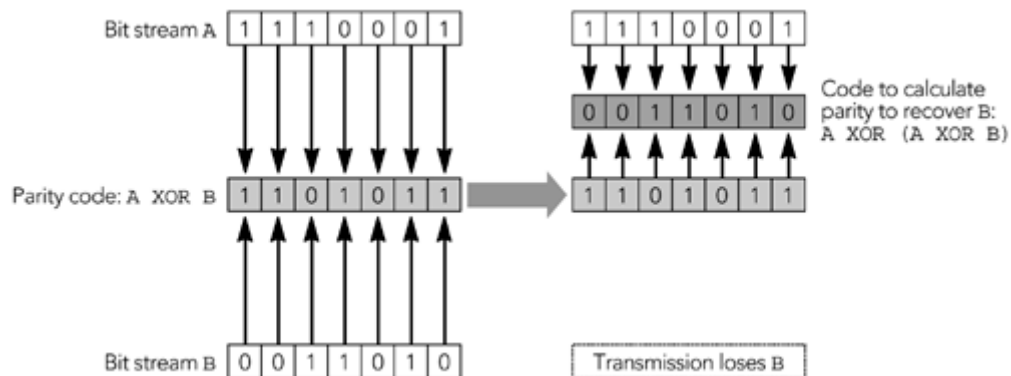 Bit stream A 1 1 1 0 0 0 1
1 1 1 0 0 0 1
0 0 1 1 0 1 0
Code to calculate
parity to recover B:
A XOR (A XOR B)
Parity code: A XOR B 1 1 0 1 0 1 1
1 1 0 1 0 1 1
Bit stream B 0 0 1 1 0 1 0
Transmission loses B